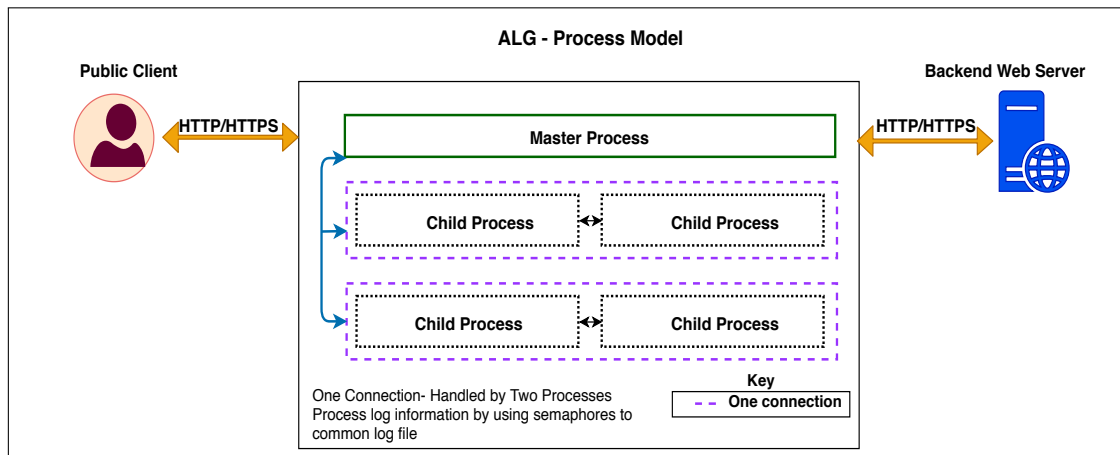 ALG - Process Model
Public Client
Backend Web Server
HTTP/HTTPS
HTTP/HTTPS
Master Process
Child Process
Child Process
Child Process
Child Process
One Connection- Handled by Two Processes
Process log information by using semaphores to
common log file
Key
One connection